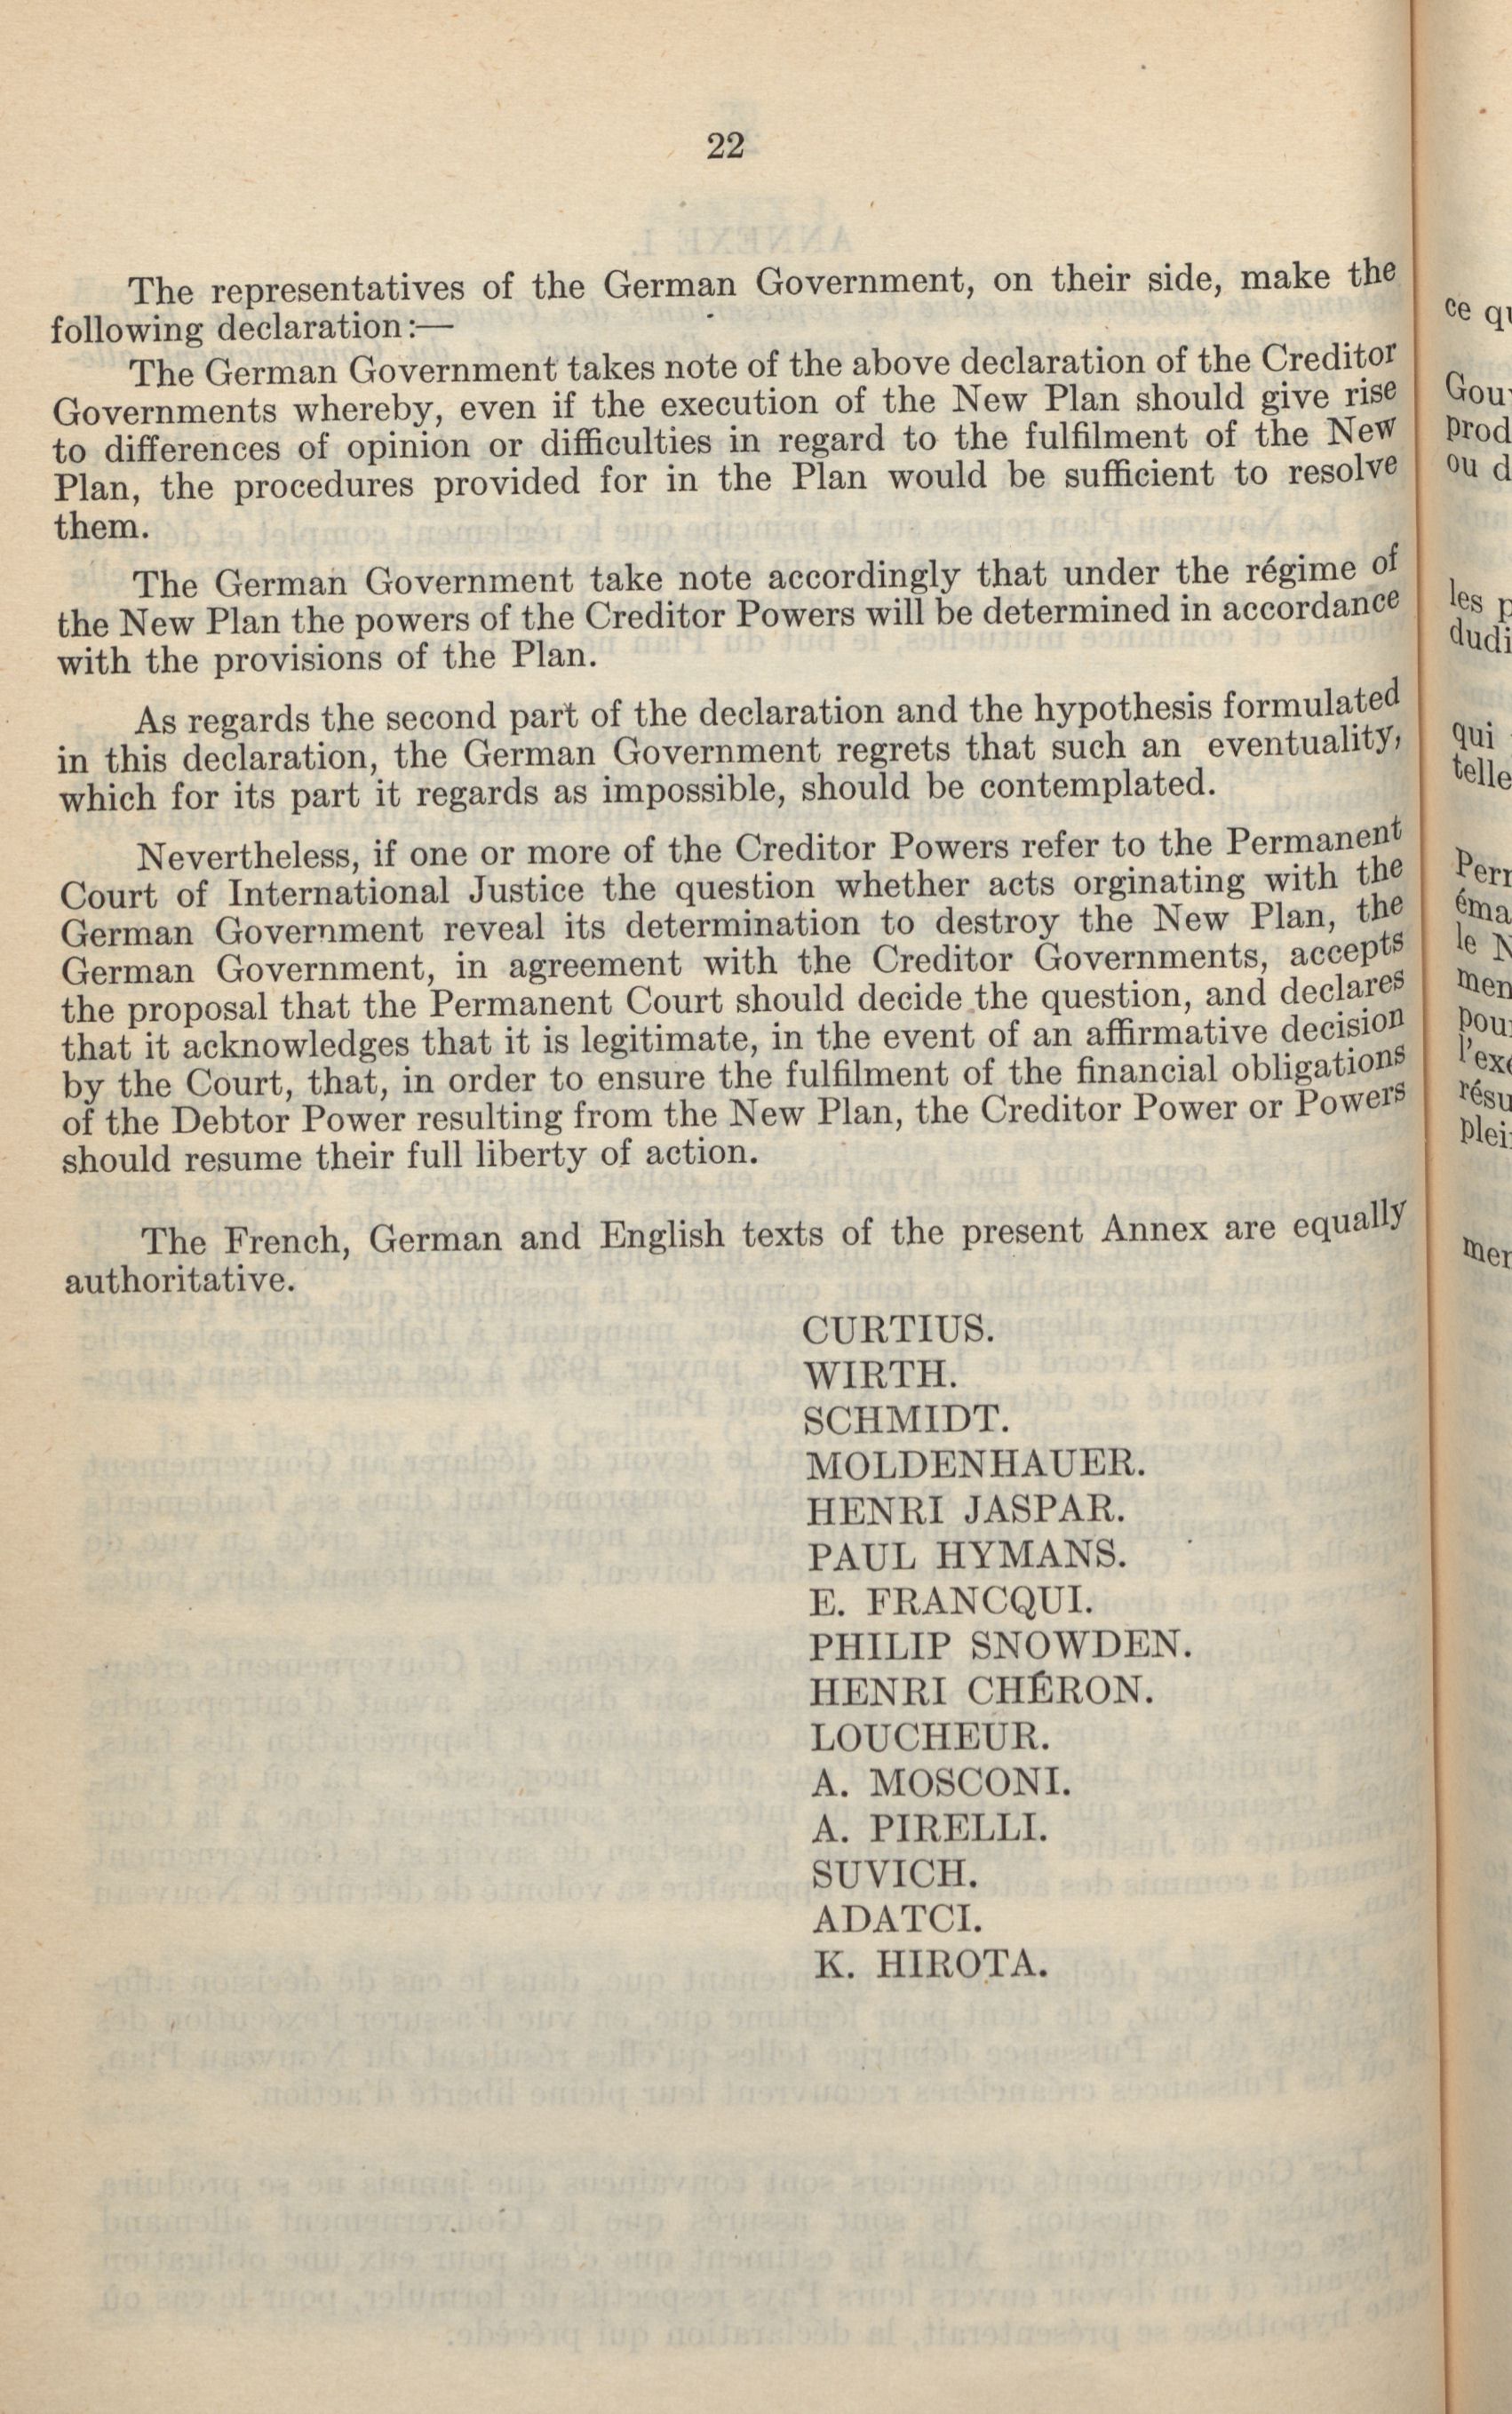 22
The representatives of the German Government, on their side, make the
following declaration:—
The German Government takes note of the above declaration of the Creditor
Governments whereby, even if the execution of the New Plan should give rise
to differences of opinion or difficulties in regard to the fulfilment of the New
Plan, the procedures provided for in the Plan would be sufficient to resolve
them.
The German Government take note accordingly that under the régime of
the New Plan the powers of the Creditor Powers will be determined in accordance
with the provisions of the Plan.
As regards the second part of the declaration and the hypothesis formulated
in this declaration, the German Government regrets that such an eventuality,
which for its part it regards as impossible, should be contemplated.
Nevertheless, if one or more of the Creditor Powers refer to the Permanent
Court of International Justice the question whether acts orginating with the
German Government reveal its determination to destroy the New Plan, the
German Government, in agreement with the Creditor Governments, accepts
the proposal that the Permanent Court should decide the question, and declares
that it acknowledges that it is legitimate, in the event of an affirmative decision
by the Court, that, in order to ensure the fulfilment of the financial obligations
of the Debtor Power resulting from the New Plan, the Creditor Power or Powers
should resume their full liberty of action.
The French, German and English texts of the present Annex are equally
authoritative.
CURTIUS.
WIRTH.
SCHMIDT.
MOLDENHAUER.
HENRI JASPAR.
PAUL HYMANS.
E. FRANCQUI.
PHILIP SNOWDEN.
HENRI CHÉRON.
LOUCHEUR.
A. MOSCONI.
A. PIRELLI.
SUVICH.
ADATCI.
K. HIROTA.
ce
ou d
les
qui
le